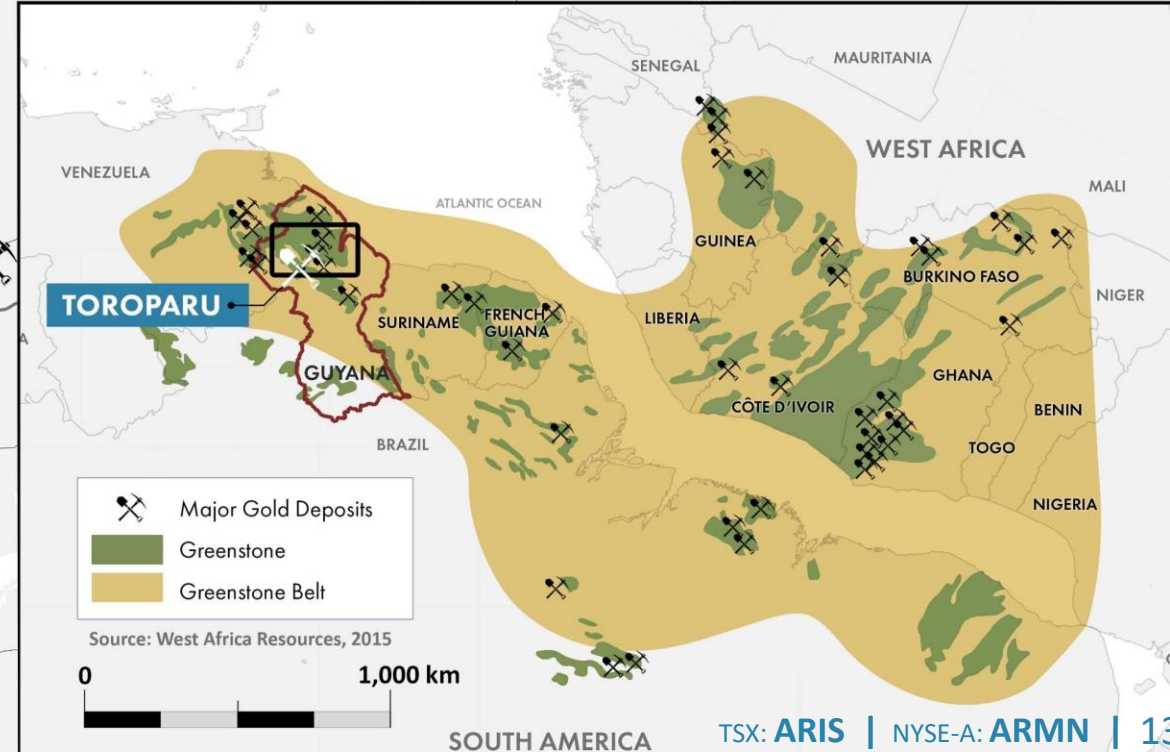 SENEGAL
MAURITANIA
WEST AFRICA
VENEZUELA
MALI
ATLANTIC OCEAN
GUINEA
BURKINO FASO
NIGER
TOROPARU
SURINAME
FRENCH
GUIANA
LIBERIA
GUYANA
GHANA
CÔTE D'IVOIR
BENIN
BRAZIL
TOGO
NIGERIA
Major Gold Deposits
Greenstone
Greenstone Belt
Source: West Africa Resources, 2015
0 1,000 km
SOUTH AMERICA
TSX: ARIS | NYSE-A: ARMN | 13